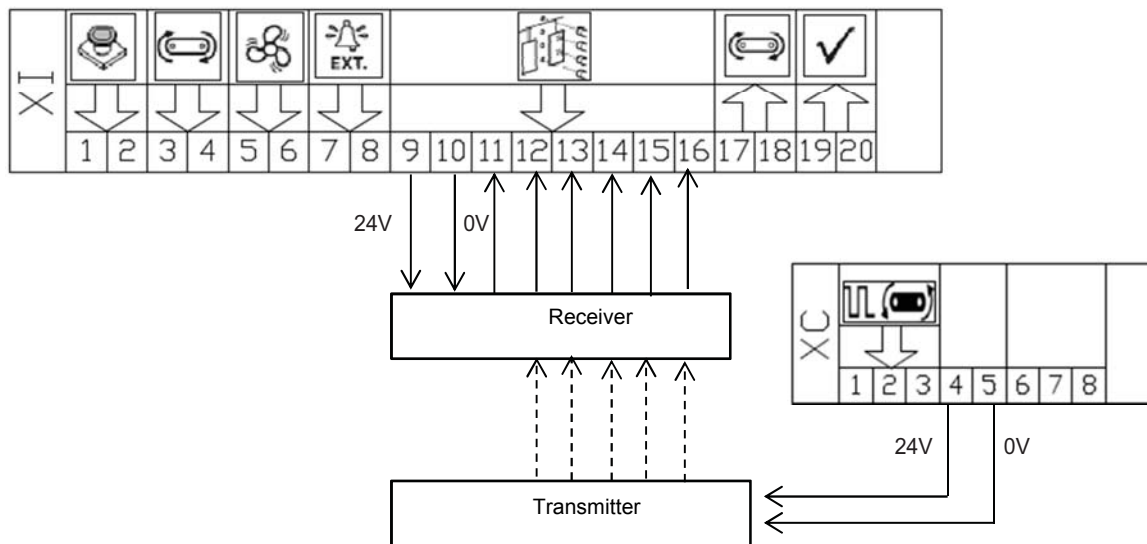 XI
EXT.
1 2 3 4 5 6 7 8 9 10 11 12 13 14 15 16 17 18 19 20
24V 0V
Receiver
XC
1 2 3 4 5 6 7 8
24V 0V
Transmitter